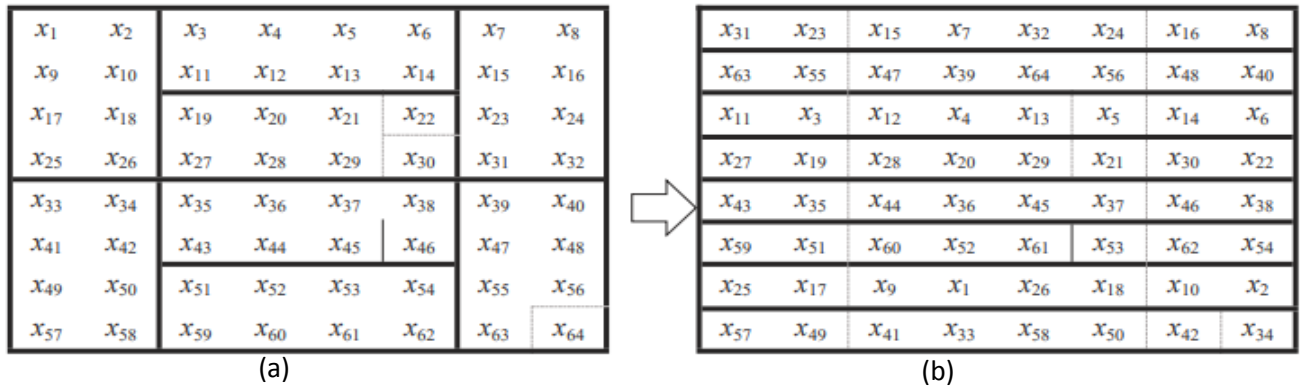 x₁ x₂ x₃ x₄ x₅ x₆ x₇ x₈ x₃₁ x₂₃ x₁₅ x₇ x₃₂ x₂₄ x₁₆ x₈
x₉ x₁₀ x₁₁ x₁₂ x₁₃ x₁₄ x₁₅ x₁₆ x₆₃ x₅₅ x₄₇ x₃₉ x₆₄ x₅₆ x₄₈ x₄₀
x₁₇ x₁₈ x₁₉ x₂₀ x₂₁ x₂₂ x₂₃ x₂₄ x₁₁ x₃ x₁₂ x₄ x₁₃ x₅ x₁₄ x₆
x₂₅ x₂₆ x₂₇ x₂₈ x₂₉ x₃₀ x₃₁ x₃₂ x₂₇ x₁₉ x₂₈ x₂₀ x₂₉ x₂₁ x₃₀ x₂₂
x₃₃ x₃₄ x₃₅ x₃₆ x₃₇ x₃₈ x₃₉ x₄₀ x₄₃ x₃₅ x₄₄ x₃₆ x₄₅ x₃₇ x₄₆ x₃₈
x₄₁ x₄₂ x₄₃ x₄₄ x₄₅ x₄₆ x₄₇ x₄₈ x₅₉ x₅₁ x₆₀ x₅₂ x₆₁ x₅₃ x₆₂ x₅₄
x₄₉ x₅₀ x₅₁ x₅₂ x₅₃ x₅₄ x₅₅ x₅₆ x₂₅ x₁₇ x₉ x₁ x₂₆ x₁₈ x₁₀ x₂
x₅₇ x₅₈ x₅₉ x₆₀ x₆₁ x₆₂ x₆₃ x₆₄ x₅₇ x₄₉ x₄₁ x₃₃ x₅₈ x₅₀ x₄₂ x₃₄
(a) (b)